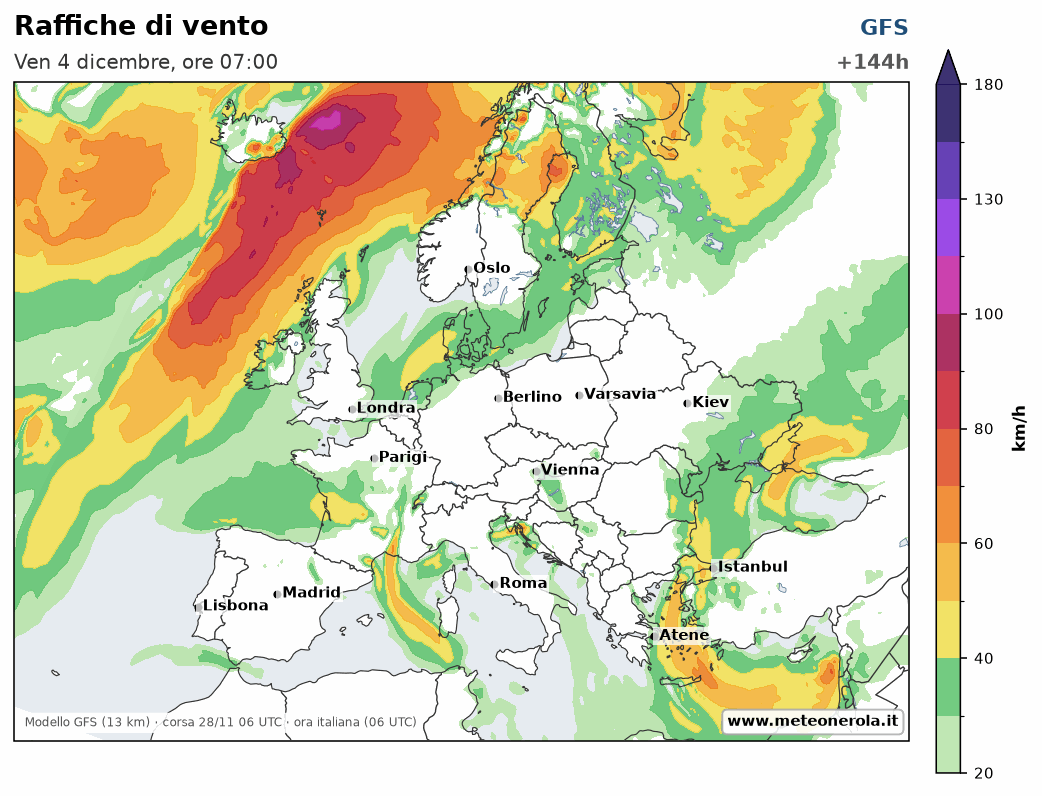 Raffiche di vento
GFS
Ven 4 dicembre, ore 07:00
+144h
180
130
100
80
60
40
20
km/h
Oslo
Londra
Berlino
Varsavia
Kiev
Parigi
Vienna
Istanbul
Roma
Madrid
Lisbona
Atene
Modello GFS (13 km) · corsa 28/11 06 UTC · ora italiana (06 UTC)
www.meteonerola.it